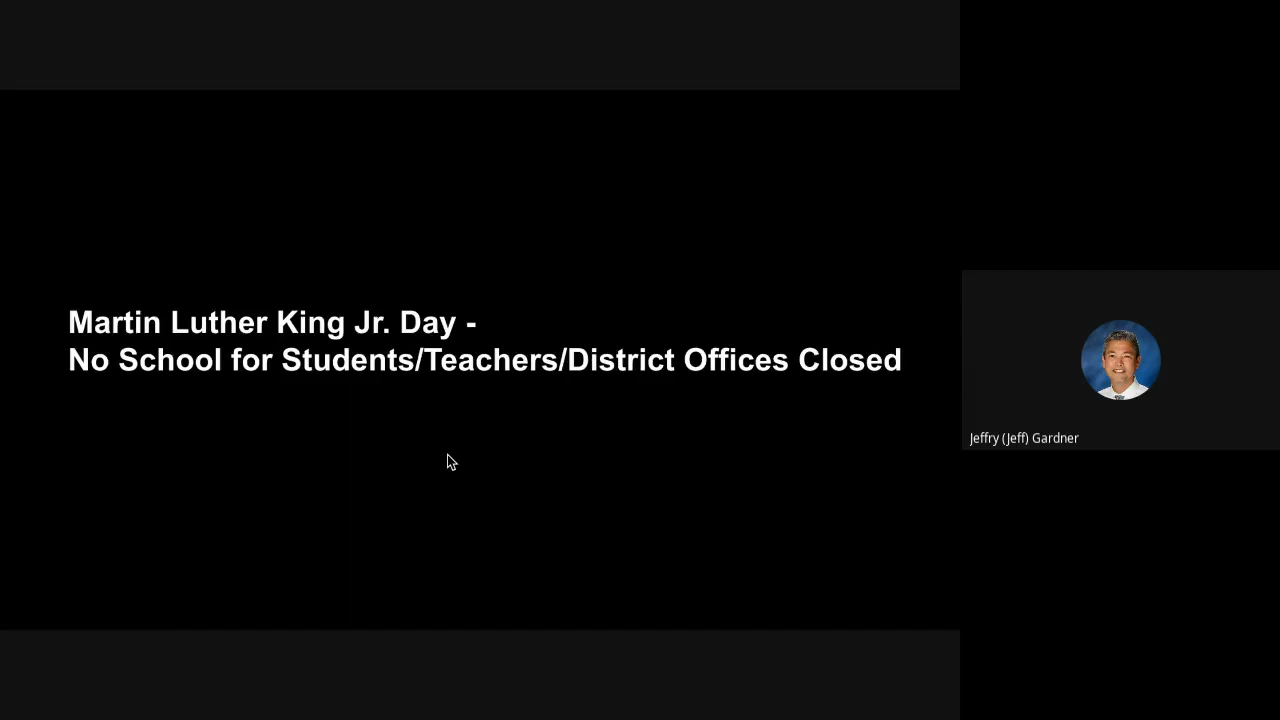 Martin Luther King Jr. Day -
No School for Students/Teachers/District Offices Closed
Jeffry (Jeff) Gardner